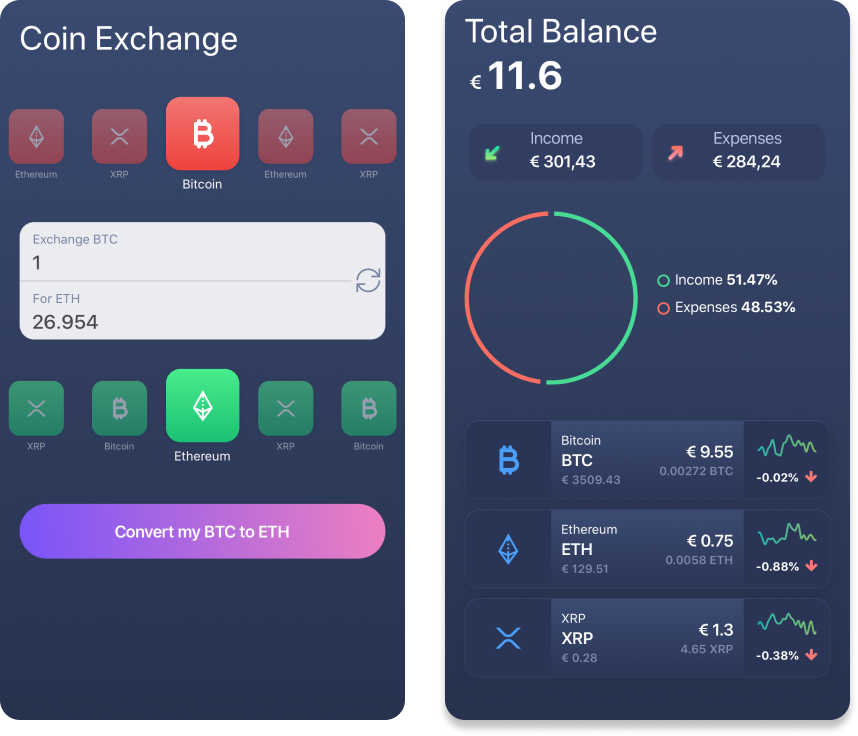 Coin Exchange
Ethereum
XRP
Bitcoin
Ethereum
XRP
Exchange BTC
1
For ETH
26.954
XRP
Bitcoin
Ethereum
XRP
Bitcoin
Convert my BTC to ETH
Total Balance
€ 11.6
Income
€ 301,43
Expenses
€ 284,24
Income 51.47%
Expenses 48.53%
Bitcoin
BTC
€ 3509.43
€ 9.55
0.00272 BTC
-0.02%
Ethereum
ETH
€ 129.51
€ 0.75
0.0058 ETH
-0.88%
XRP
XRP
€ 0.28
€ 1.3
4.65 XRP
-0.38%